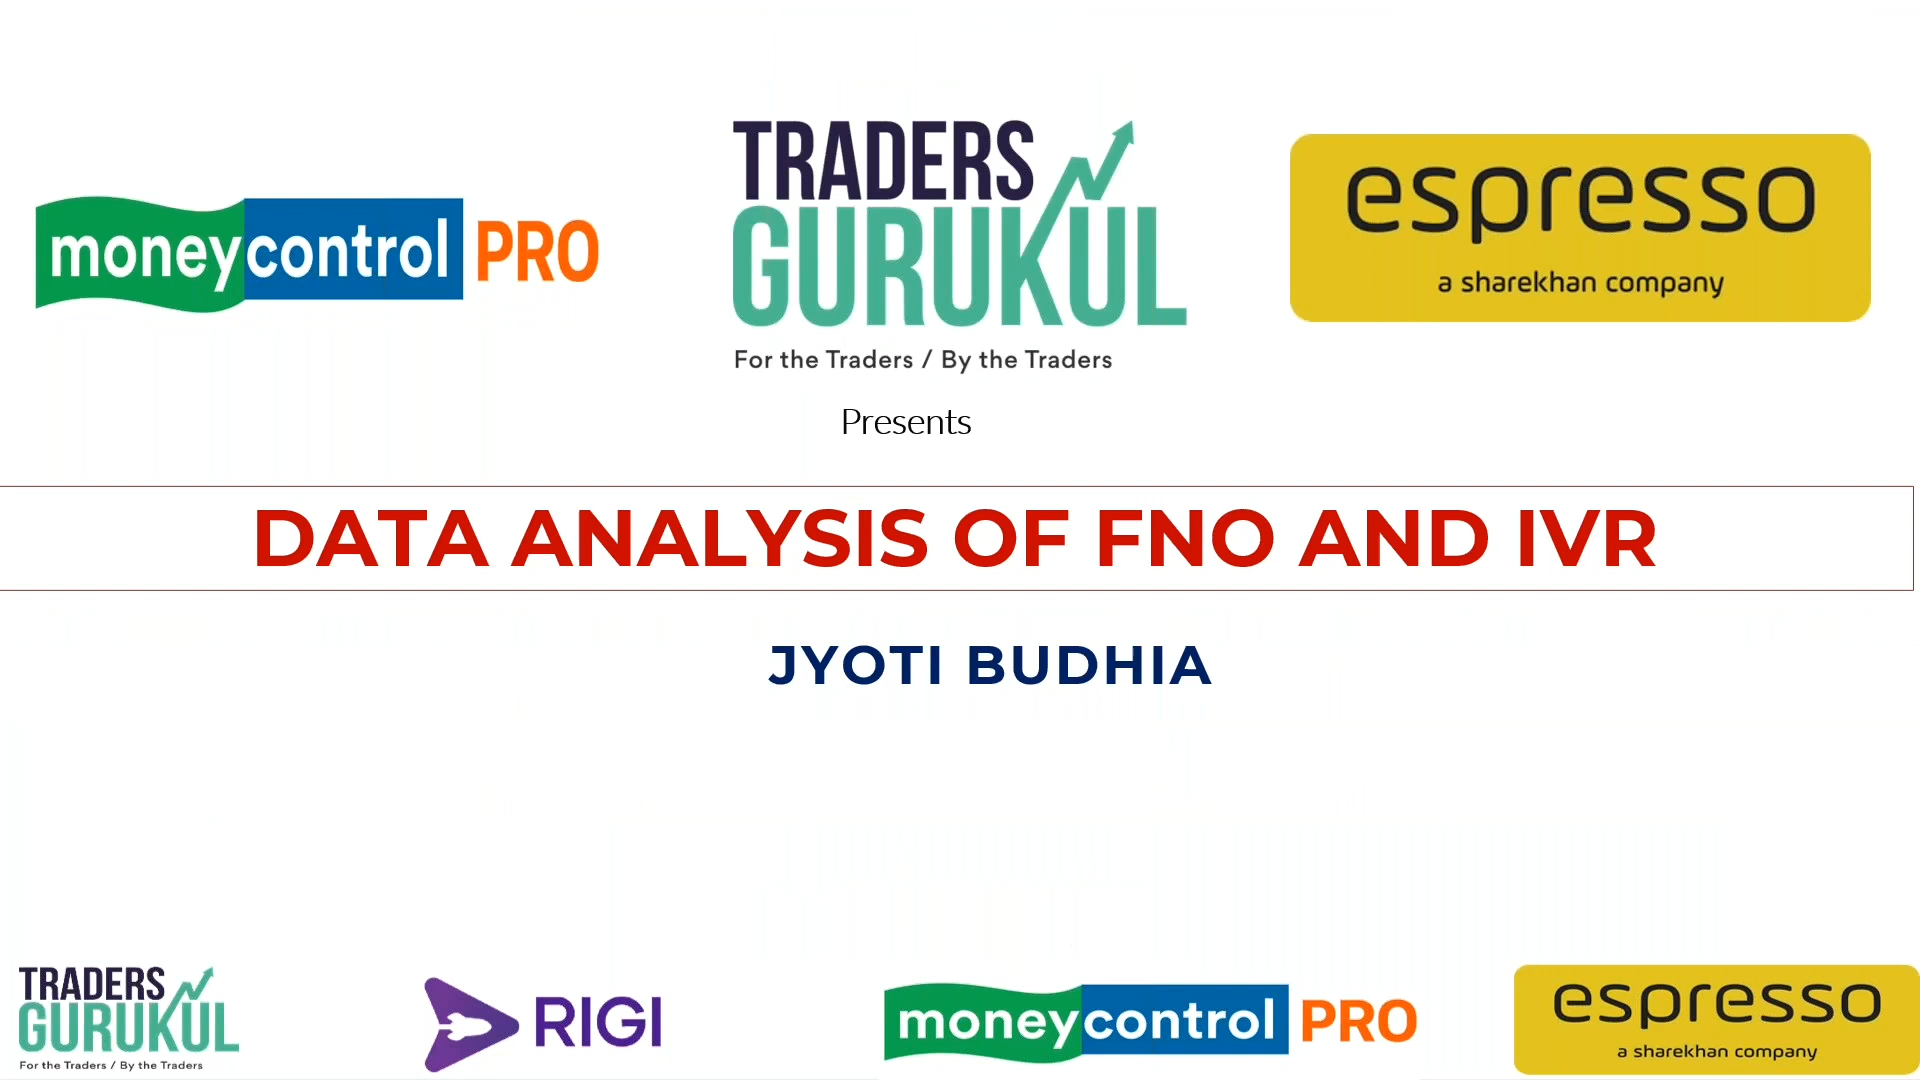 moneycontrol PRO
TRADERS
GURUKUL
For the Traders / By the Traders
espresso
a sharekhan company
Presents
DATA ANALYSIS OF FNO AND IVR
JYOTI BUDHIA
TRADERS
GURUKUL
For the Traders / By the Traders
RIGI
moneycontrol PRO
espresso
a sharekhan company